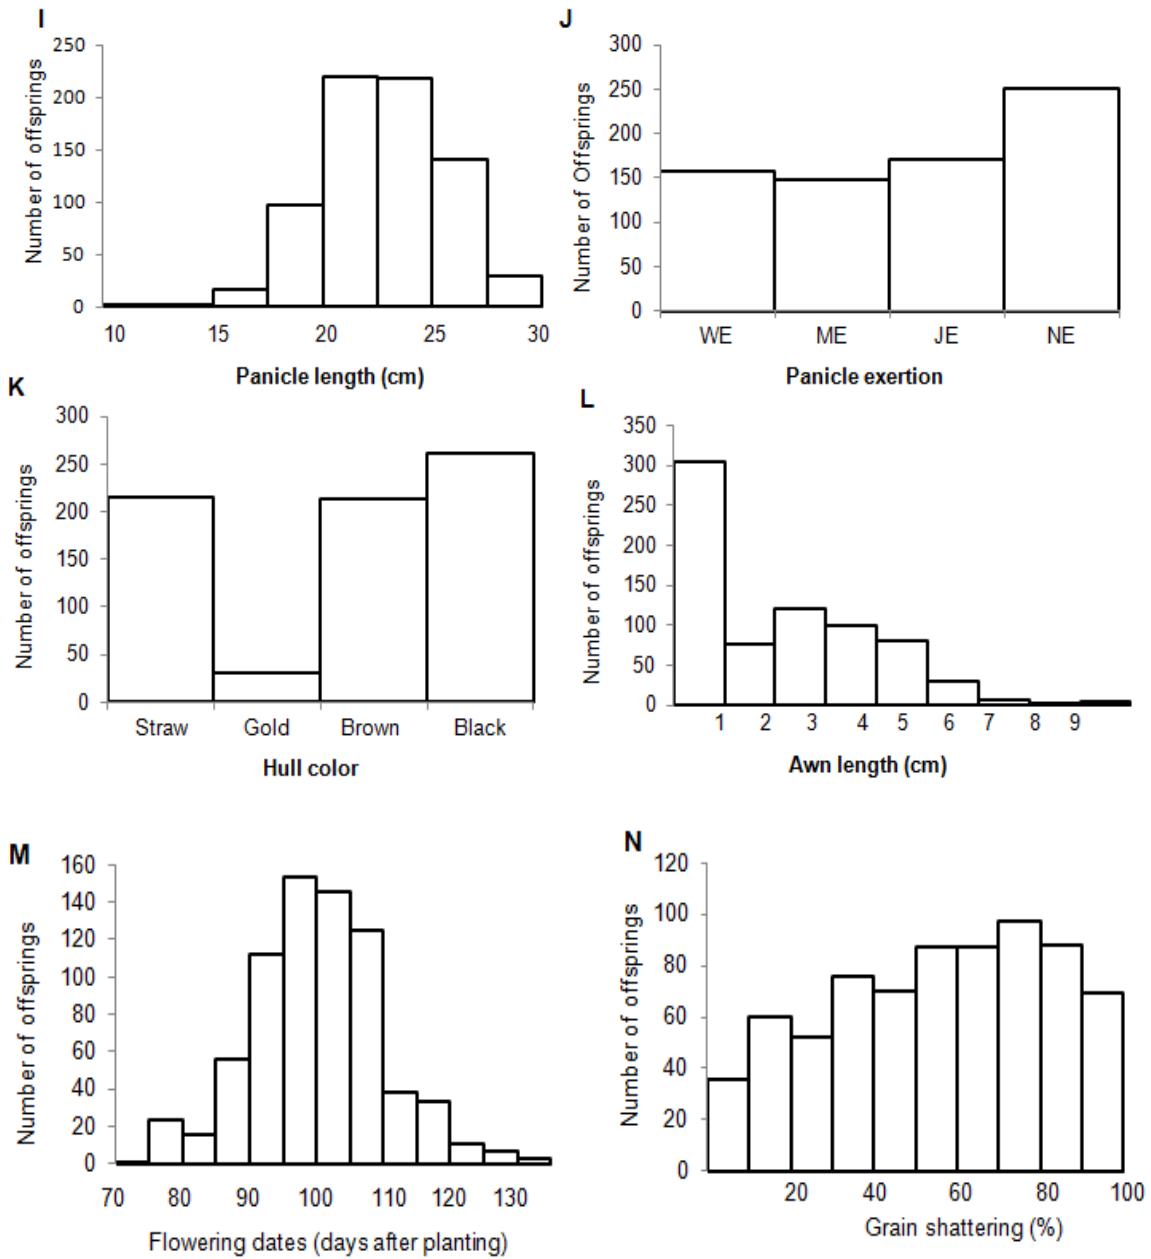 I
Number of offsprings
250
200
150
100
50
0
10 15 20 25 30
Panicle length (cm)
J
Number of Offsprings
300
250
200
150
100
50
0
WE ME JE NE
Panicle exertion
K
Number of offsprings
300
250
200
150
100
50
0
Straw Gold Brown Black
Hull color
L
Number of offsprings
350
300
250
200
150
100
50
0
1 2 3 4 5 6 7 8 9
Awn length (cm)
M
Number of offsprings
160
140
120
100
80
60
40
20
0
70 80 90 100 110 120 130
Flowering dates (days after planting)
N
Number of offsprings
120
100
80
60
40
20
0
20 40 60 80 100
Grain shattering (%)